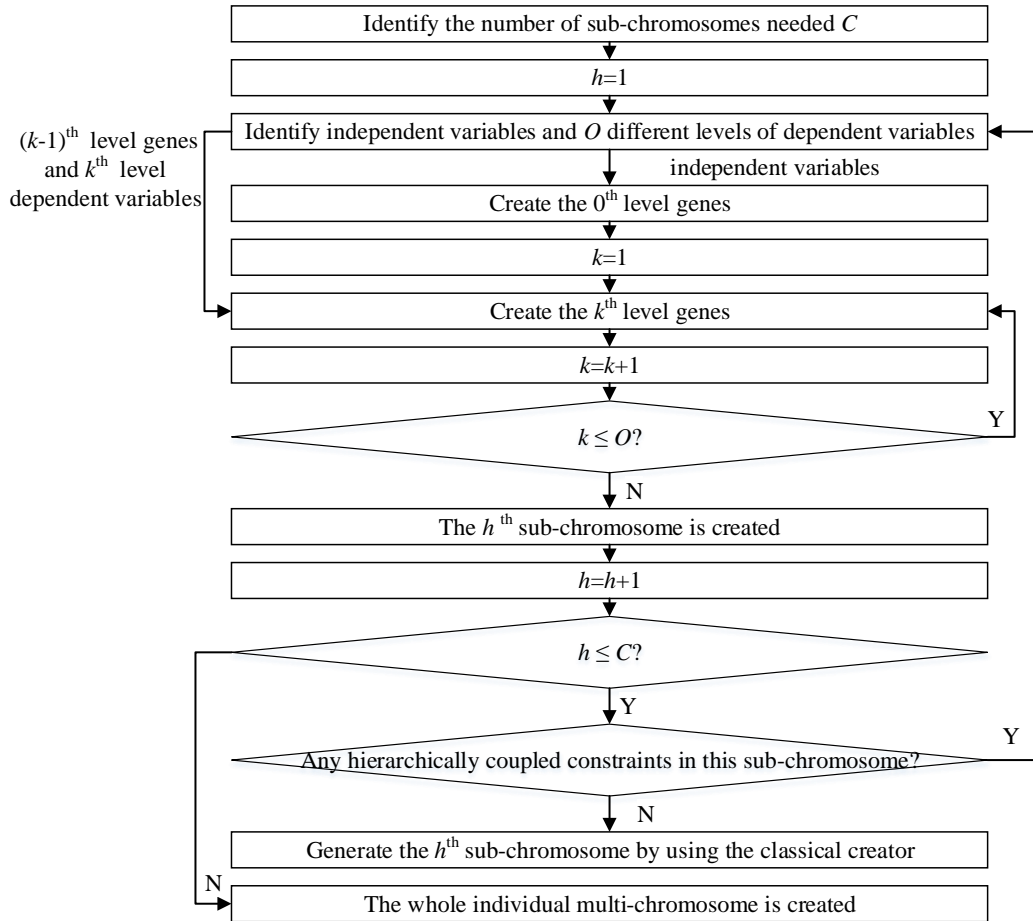 Identify the number of sub-chromosomes needed C
h=1
Identify independent variables and O different levels of dependent variables
(k-1)th level genes
and kth level
dependent variables
independent variables
Create the 0th level genes
k=1
Create the kth level genes
k=k+1
k ≤ O?
Y
N
The h th sub-chromosome is created
h=h+1
h ≤ C?
Y
Any hierarchically coupled constraints in this sub-chromosome?
Y
N
Generate the hth sub-chromosome by using the classical creator
N
The whole individual multi-chromosome is created